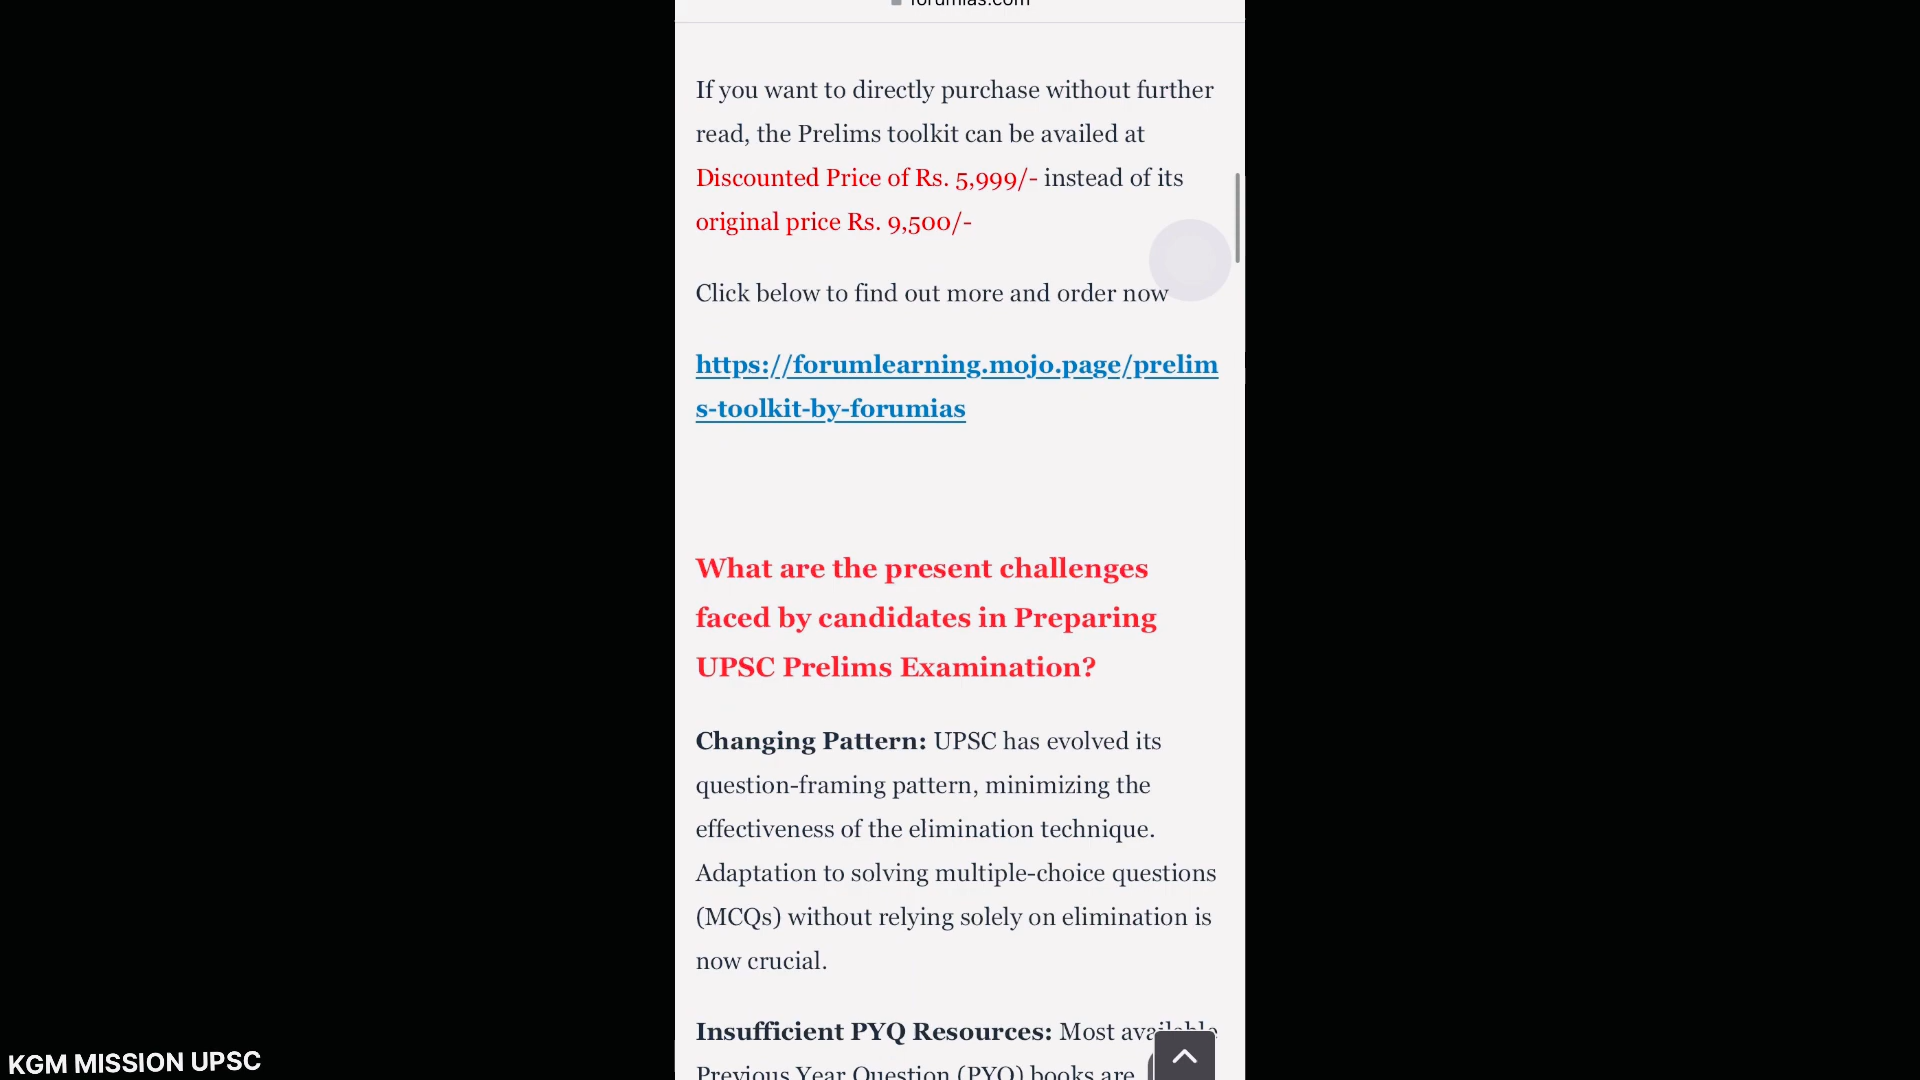 forumias.com
If you want to directly purchase without further
read, the Prelims toolkit can be availed at
Discounted Price of Rs. 5,999/- instead of its
original price Rs. 9,500/-
Click below to find out more and order now
https://forumlearning.mojo.page/prelim
s-toolkit-by-forumias
What are the present challenges
faced by candidates in Preparing
UPSC Prelims Examination?
Changing Pattern: UPSC has evolved its
question-framing pattern, minimizing the
effectiveness of the elimination technique.
Adaptation to solving multiple-choice questions
(MCQs) without relying solely on elimination is
now crucial.
Insufficient PYQ Resources: Most available
Previous Year Question (PYQ) books are
KGM MISSION UPSC